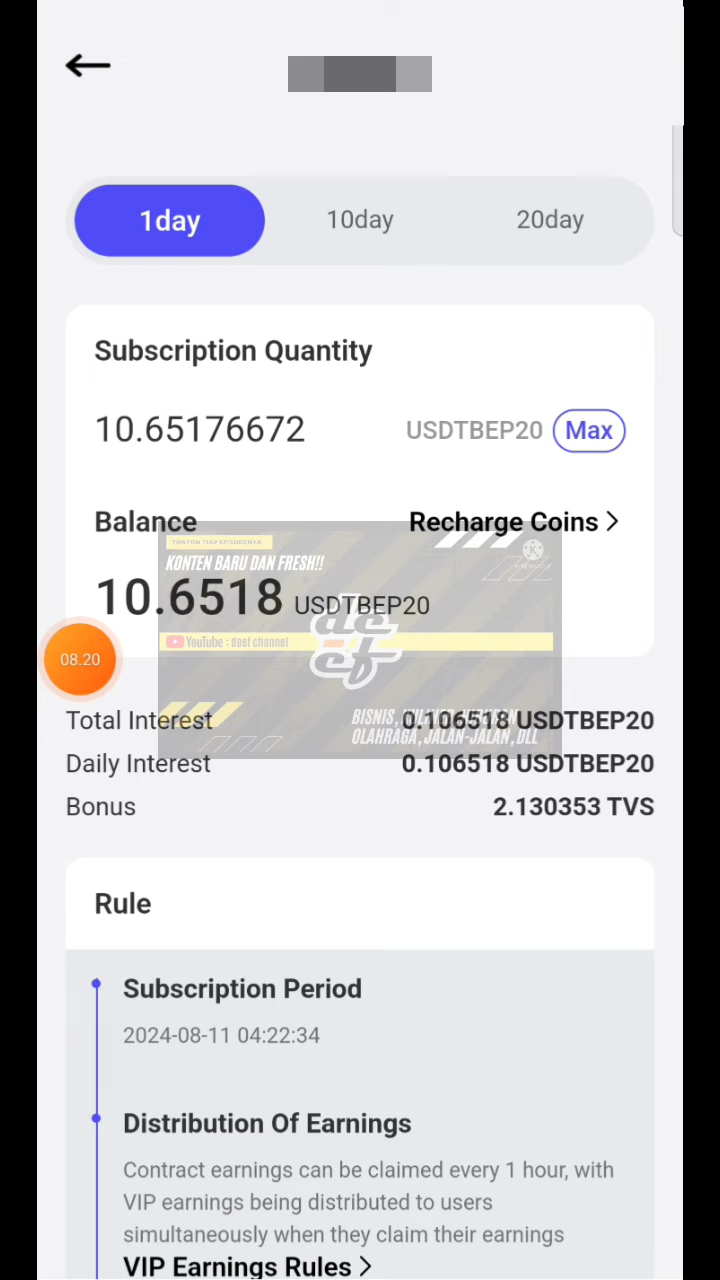 1day
10day
20day
Subscription Quantity
10.65176672
USDTBEP20
Max
Balance
Recharge Coins
TONTON TIAP EPISODENYA
KONTEN BARU DAN FRESH!!
10.6518 USDTBEP20
YouTube : deef channel
deef
08.20
BISNIS,
Total Interest
0.106518 USDTBEP20
OLAHRAGA, JALAN-JALAN, DLL
Daily Interest
0.106518 USDTBEP20
Bonus
2.130353 TVS
Rule
Subscription Period
2024-08-11 04:22:34
Distribution Of Earnings
Contract earnings can be claimed every 1 hour, with
VIP earnings being distributed to users
simultaneously when they claim their earnings
VIP Earnings Rules